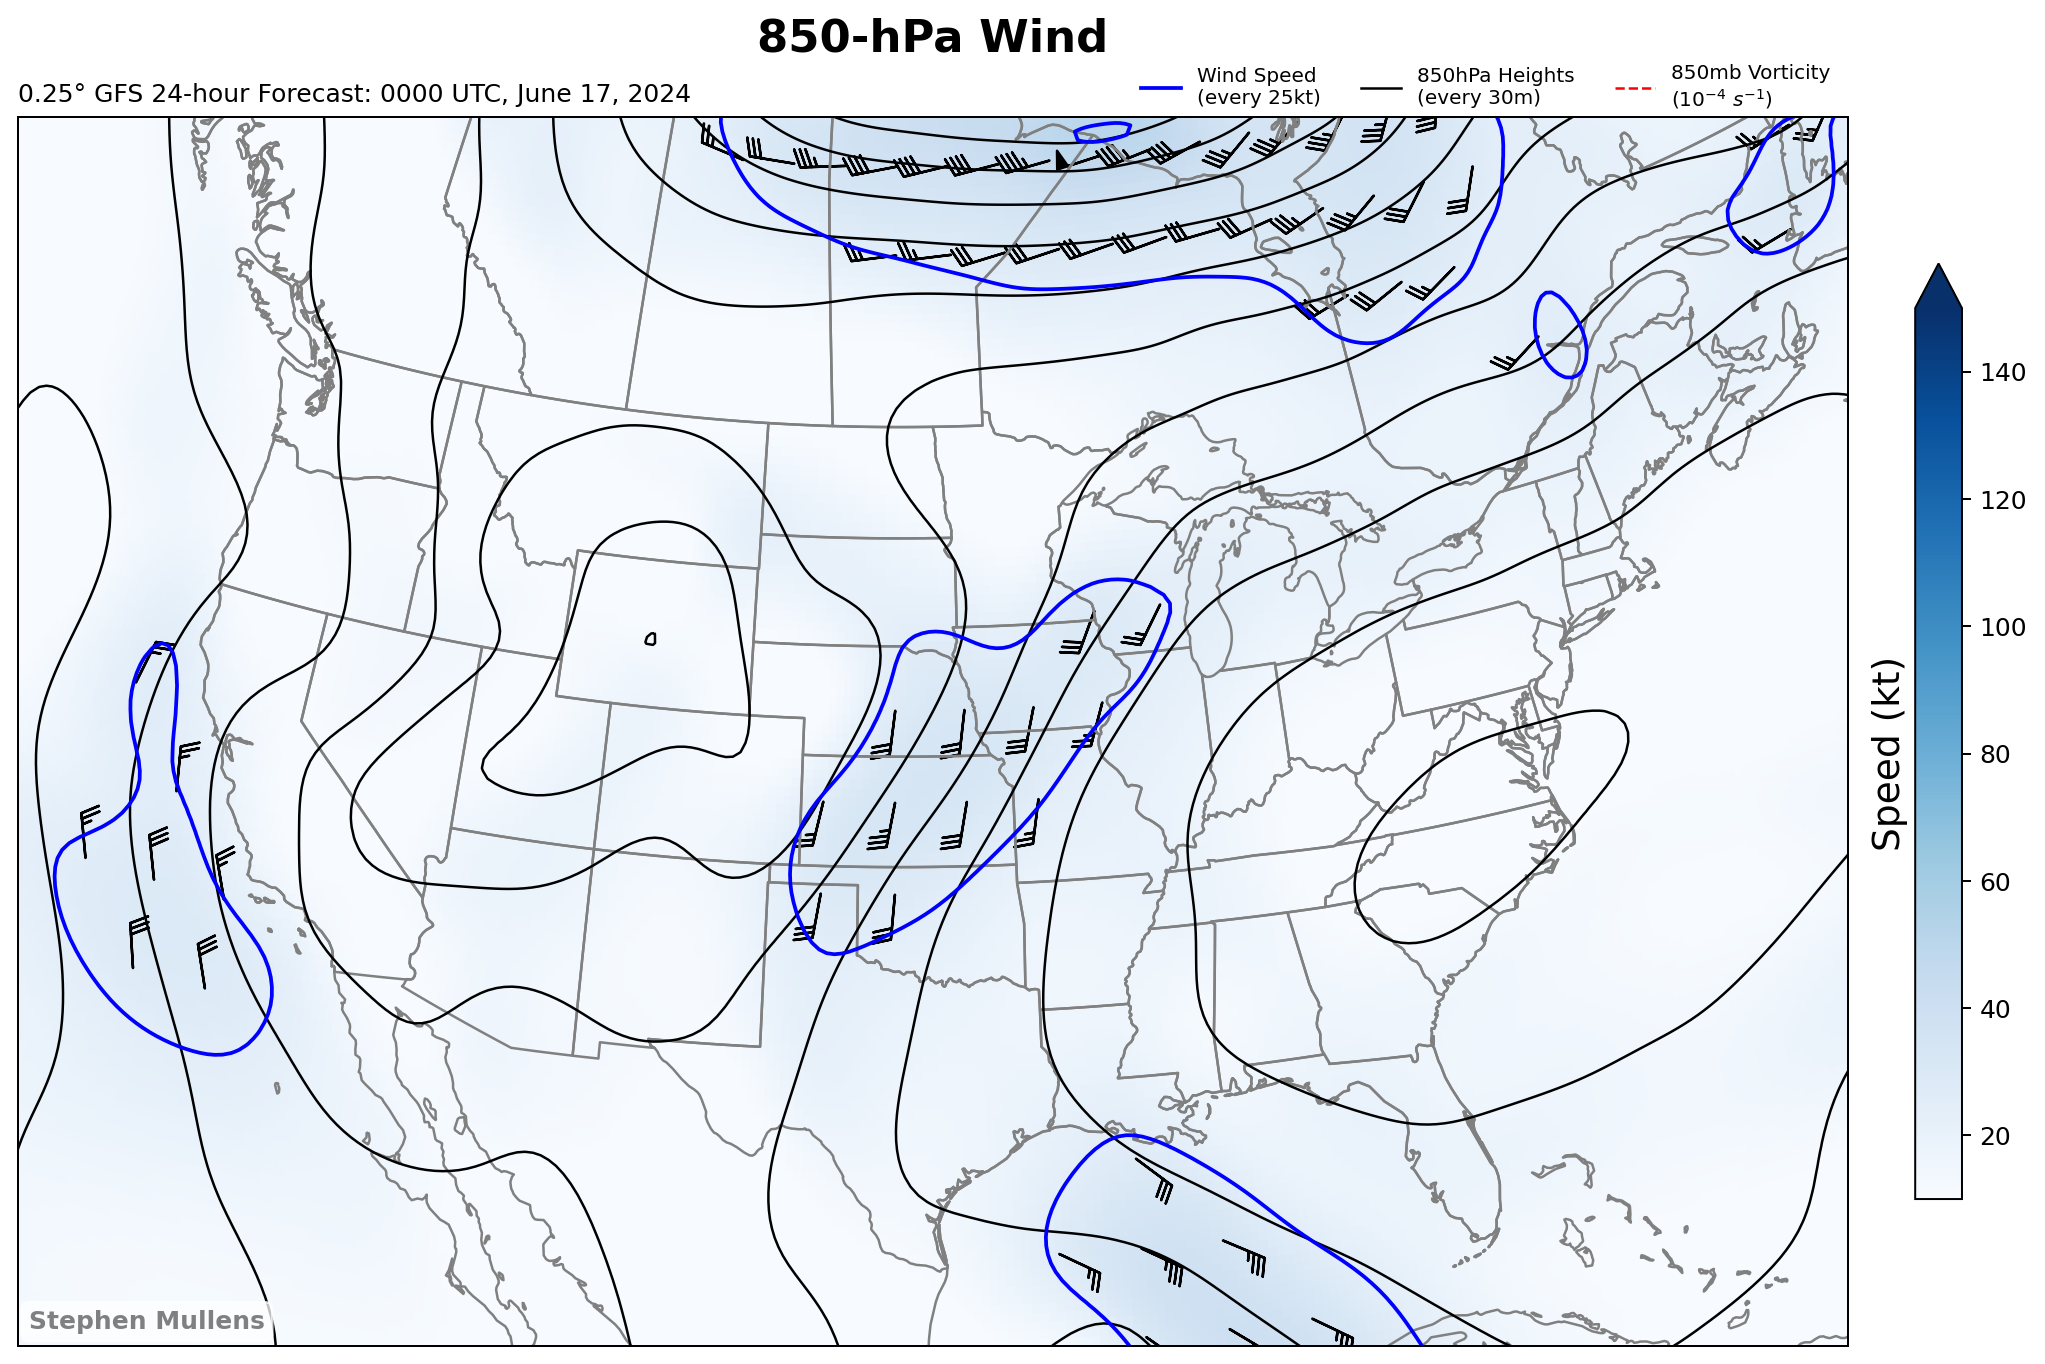 850-hPa Wind
0.25° GFS 24-hour Forecast: 0000 UTC, June 17, 2024
Wind Speed
(every 25kt)
850hPa Heights
(every 30m)
850mb Vorticity
(10⁻⁴ s⁻¹)
140
120
100
80
60
40
20
Speed (kt)
Stephen Mullens